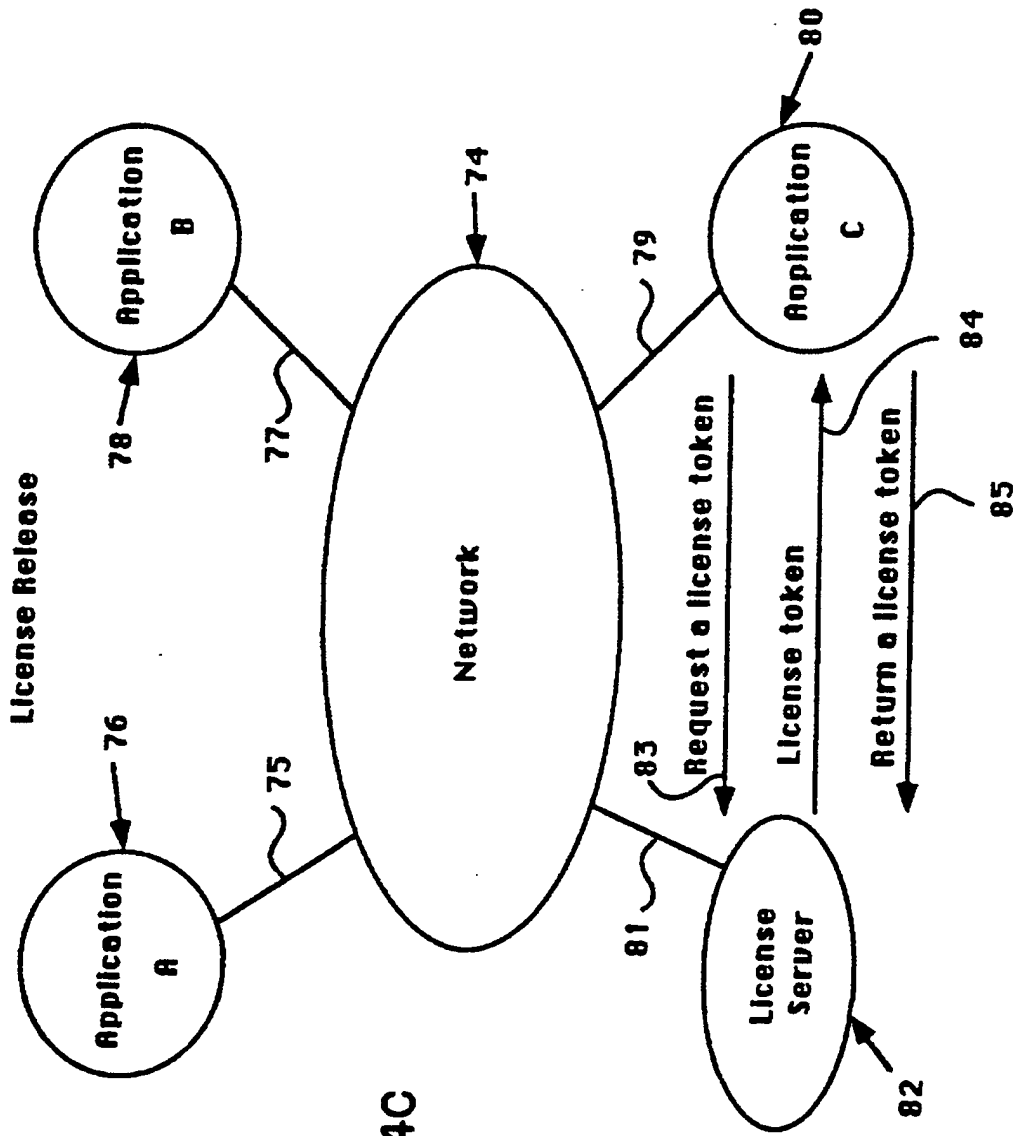 License Release
Application
A
76
75
Application
B
78
77
Network
74
Aoplication
C
80
79
License
Server
82
81
83
Request a license token
License token
84
Return a license token
85
4C